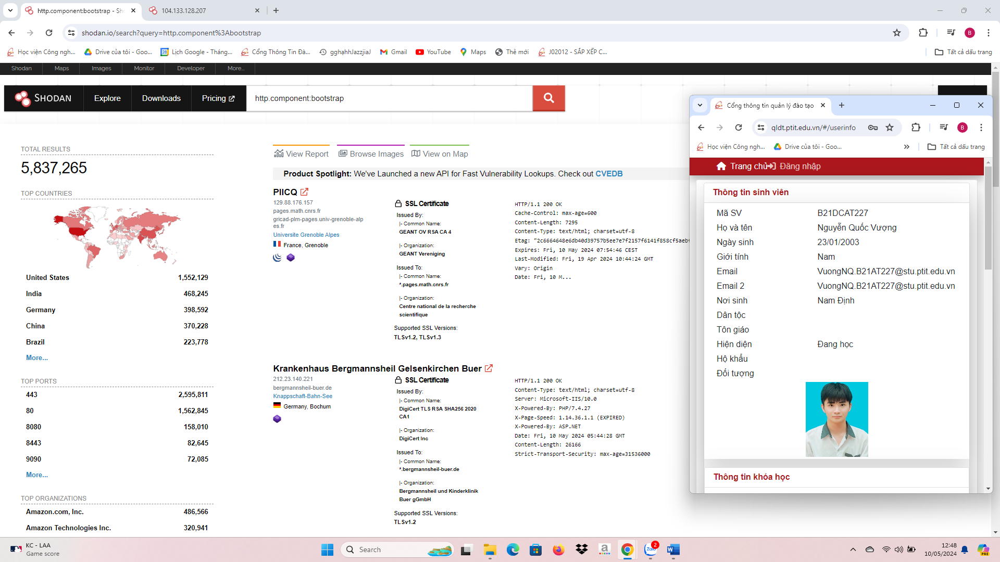 http.component:bootstrap - Sh
104.133.128.207
shodan.io/search?query=http.component%3Abootstrap
Học viện Công ngh...
Drive của tôi - Goo...
Lịch Google - Tháng...
Cổng Thông Tin Đà...
gghạhhJazzjiaJ
Gmail
YouTube
Maps
Thẻ mới
J02012 - SẮP XẾP C...
Tất cả dấu trang
Shodan
Maps
Images
Monitor
Developer
More...
SHODAN
Explore
Downloads
Pricing
http.component:bootstrap
TOTAL RESULTS
5,837,265
TOP COUNTRIES
United States 1,552,129
India 468,245
Germany 398,592
China 370,228
Brazil 223,778
More...
TOP PORTS
443 2,595,811
80 1,562,845
8080 158,010
8443 82,645
9090 72,085
More...
TOP ORGANIZATIONS
Amazon.com, Inc. 486,566
Amazon Technologies Inc. 320,941
View Report
Browse Images
View on Map
Product Spotlight: We've Launched a new API for Fast Vulnerability Lookups. Check out CVEDB
PIICQ
129.88.176.157
pages.math.cnrs.fr
gricad-plm-pages.univ-grenoble-alp
es.fr
Universite Grenoble Alpes
France, Grenoble
SSL Certificate
Issued By:
|- Common Name:
GEANT OV RSA CA 4
|- Organization:
GEANT Vereniging
Issued To:
|- Common Name:
*.pages.math.cnrs.fr
|- Organization:
Centre national de la recherche
scientifique
Supported SSL Versions:
TLSv1.2, TLSv1.3
HTTP/1.1 200 OK
Cache-Control: max-age=600
Content-Length: 7295
Content-Type: text/html; charset=utf-8
Etag: "2c6664648e6db40d39757b5ee7e7f2157f6141f858cf5aeb
Expires: Fri, 10 May 2024 07:54:46 CEST
Last-Modified: Fri, 19 Apr 2024 10:44:24 GMT
Vary: Origin
Date: Fri, 10 M...
Krankenhaus Bergmannsheil Gelsenkirchen Buer
212.23.140.221
bergmannsheil-buer.de
Knappschaft-Bahn-See
Germany, Bochum
SSL Certificate
Issued By:
|- Common Name:
DigiCert TLS RSA SHA256 2020
CA1
|- Organization:
DigiCert Inc
Issued To:
|- Common Name:
*.bergmannsheil-buer.de
|- Organization:
Bergmannsheil und Kinderklinik
Buer gGmbH
Supported SSL Versions:
TLSv1.2
HTTP/1.1 200 OK
Content-Type: text/html; charset=utf-8
Server: Microsoft-IIS/10.0
X-Powered-By: PHP/7.4.27
X-Page-Speed: 1.14.36.1.1 (EXPIRED)
X-Powered-By: ASP.NET
Date: Fri, 10 May 2024 05:44:28 GMT
Content-Length: 26166
Strict-Transport-Security: max-age=31536000
Cổng thông tin quản lý đào tạo
qldt.ptit.edu.vn/#/userinfo
B
Học viện Công ngh...
Drive của tôi - Goo...
Tất cả dấu trang
Trang chủ
Đăng nhập
Thông tin sinh viên
Mã SV B21DCAT227
Họ và tên Nguyễn Quốc Vượng
Ngày sinh 23/01/2003
Giới tính Nam
Email VuongNQ.B21AT227@stu.ptit.edu.vn
Email 2 VuongNQ.B21AT227@stu.ptit.edu.vn
Nơi sinh Nam Định
Dân tộc
Tôn giáo
Hiện diện Đang học
Hộ khẩu
Đối tượng
Thông tin khóa học
KC - LAA
Game score
Search
Zalo
2
12:48
10/05/2024
PRE